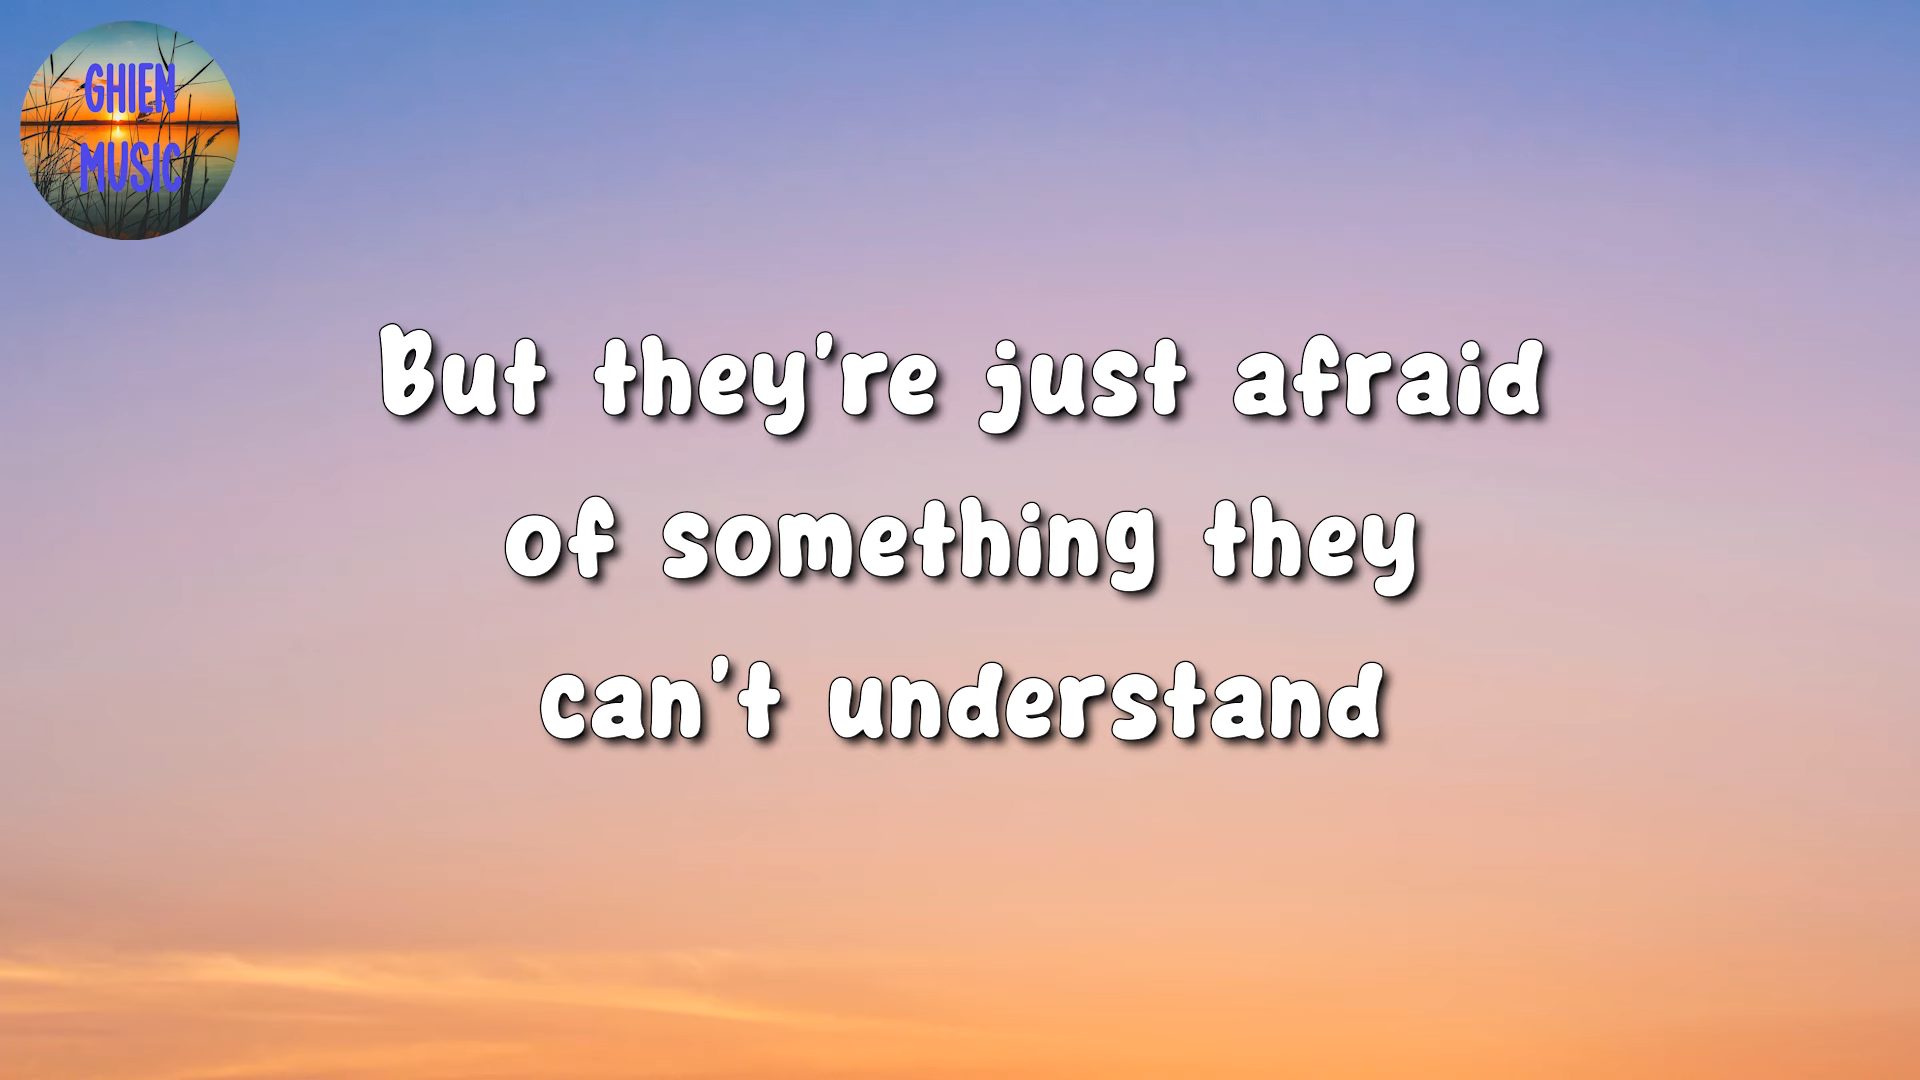 GHIEN
MUSIC
But they're just afraid
of something they
can't understand